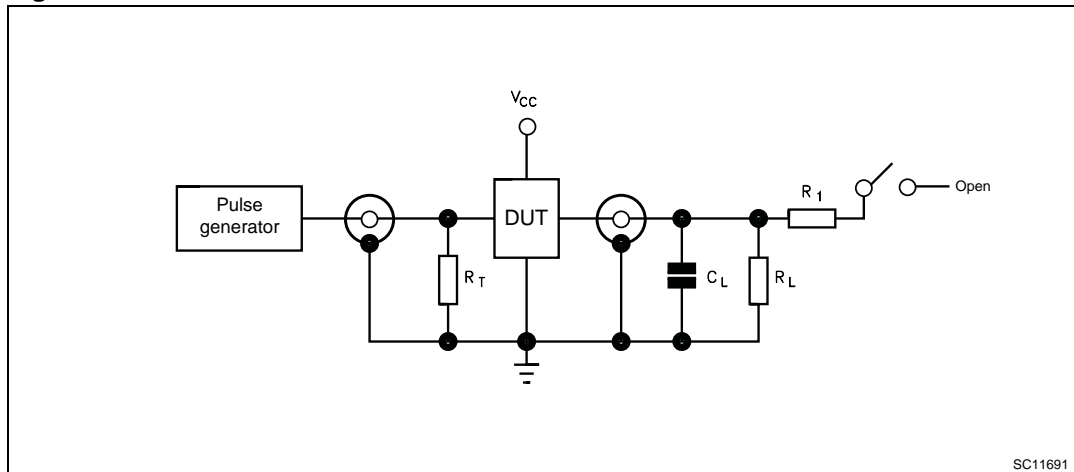 VCC
Pulse
generator
DUT
R1
Open
RT
CL
RL
SC11691